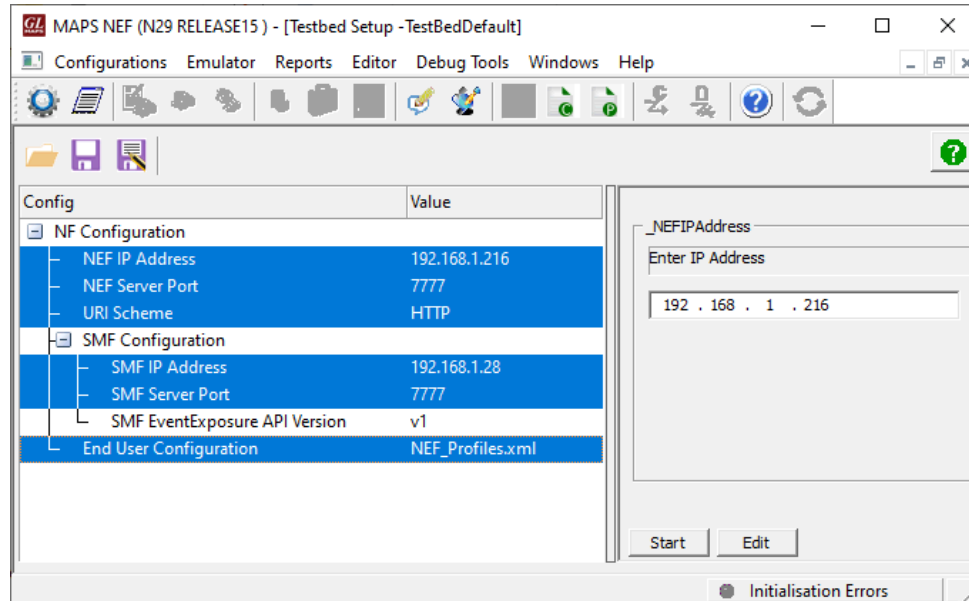 GL MAPS MAPS NEF (N29 RELEASE15 ) - [Testbed Setup -TestBedDefault]
Configurations Emulator Reports Editor Debug Tools Windows Help
Config Value
NF Configuration
NEF IP Address 192.168.1.216
NEF Server Port 7777
URI Scheme HTTP
SMF Configuration
SMF IP Address 192.168.1.28
SMF Server Port 7777
SMF EventExposure API Version v1
End User Configuration NEF_Profiles.xml
_NEFIPAddress
Enter IP Address
192 . 168 . 1 . 216
Start Edit
Initialisation Errors